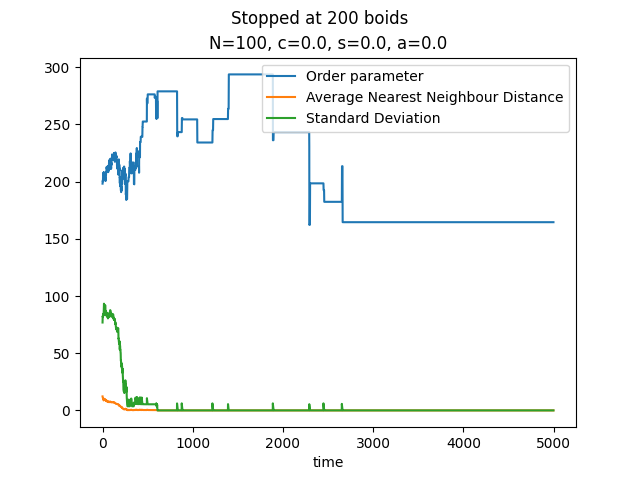 Stopped at 200 boids
N=100, c=0.0, s=0.0, a=0.0
Order parameter
Average Nearest Neighbour Distance
Standard Deviation
300
250
200
150
100
50
0
0 1000 2000 3000 4000 5000
time